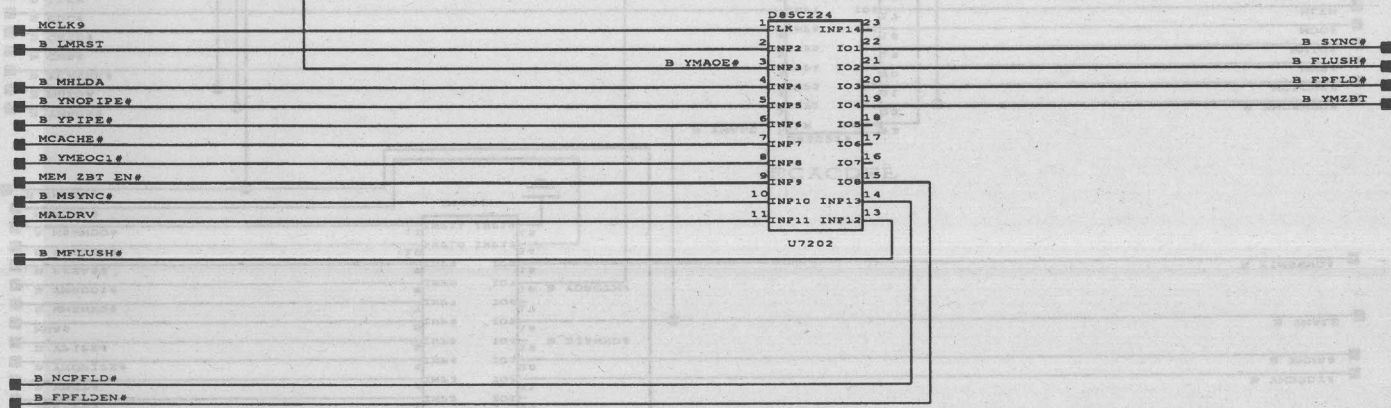 D85C224
MCLK9 1 CLK INP14 23
B LMRST 2 INP2 IO1 22 B SYNC#
B YMAOE# 3 INP3 IO2 21 B FLUSH#
B MHLDA 4 INP4 IO3 20 B FPFLD#
B YNOPIPE# 5 INP5 IO4 19 B YMZBT
B YPIPE# 6 INP6 IO5 18
MCACHE# 7 INP7 IO6 17
B YMEOC1# 8 INP8 IO7 16
MEM ZBT EN# 9 INP9 IO8 15
B MSYNC# 10 INP10 INP13 14
MALDRV 11 INP11 INP12 13
U7202
B MFLUSH#
B NCPFLD#
B FPFLDEN#